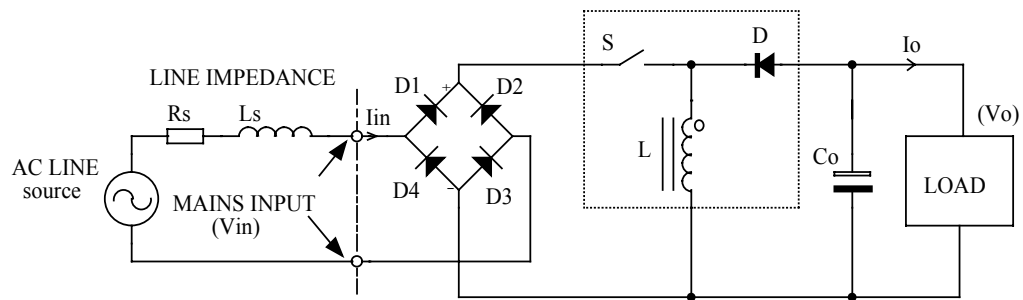 LINE IMPEDANCE
Rs
Ls
Iin
AC LINE
source
MAINS INPUT
(Vin)
D1
D2
D4
D3
+
−
S
D
L
Co
Io
(Vo)
LOAD